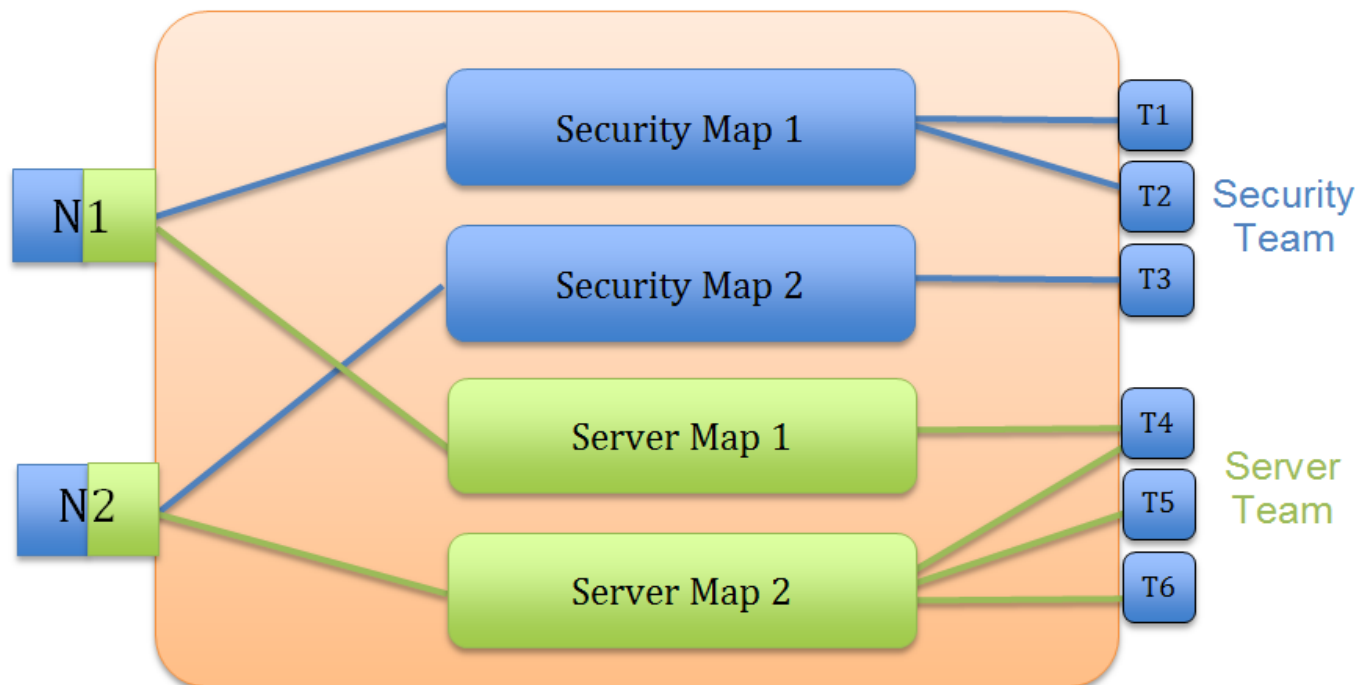 Security Map 1
T1
T2
Security
Team
N1
Security Map 2
T3
Server Map 1
T4
Server
Team
N2
T5
Server Map 2
T6